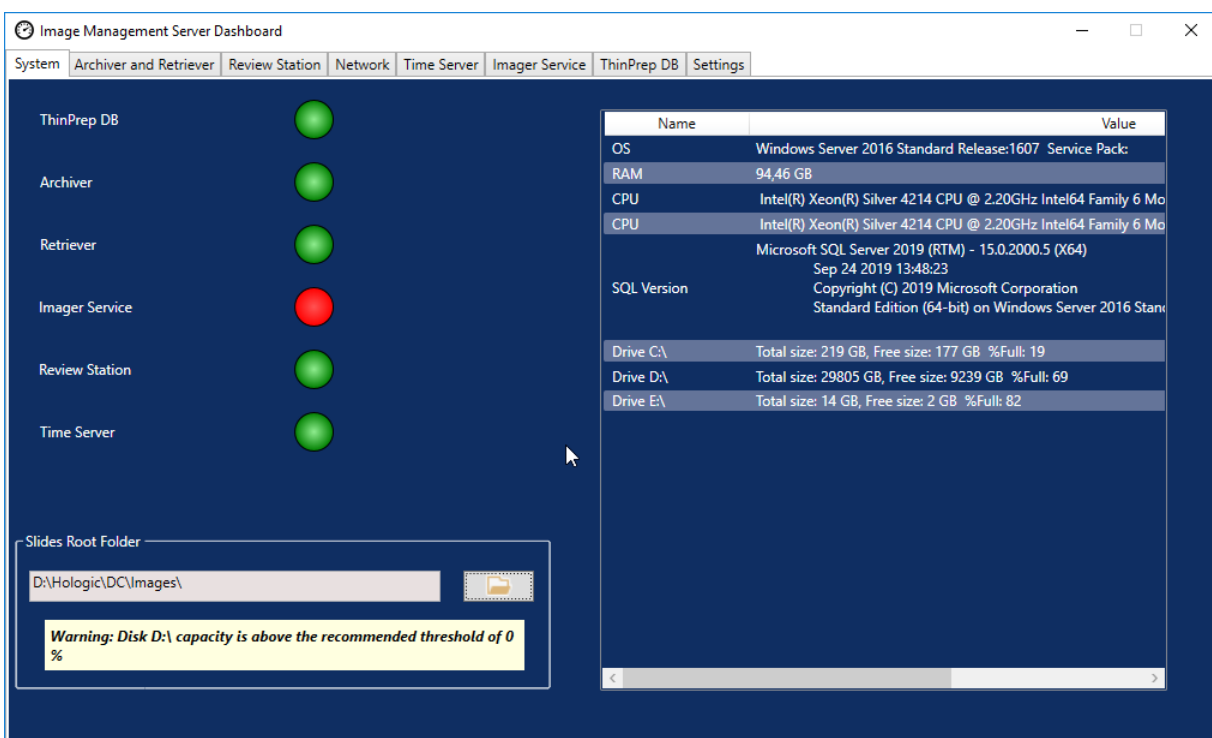 Image Management Server Dashboard
System Archiver and Retriever Review Station Network Time Server Imager Service ThinPrep DB Settings
ThinPrep DB
Archiver
Retriever
Imager Service
Review Station
Time Server
Slides Root Folder
D:\Hologic\DC\Images\
Warning: Disk D:\ capacity is above the recommended threshold of 0
%
Name Value
OS Windows Server 2016 Standard Release:1607 Service Pack:
RAM 94,46 GB
CPU Intel(R) Xeon(R) Silver 4214 CPU @ 2.20GHz Intel64 Family 6 Mo
CPU Intel(R) Xeon(R) Silver 4214 CPU @ 2.20GHz Intel64 Family 6 Mo
Microsoft SQL Server 2019 (RTM) - 15.0.2000.5 (X64)
Sep 24 2019 13:48:23
SQL Version Copyright (C) 2019 Microsoft Corporation
Standard Edition (64-bit) on Windows Server 2016 Stan
Drive C:\ Total size: 219 GB, Free size: 177 GB %Full: 19
Drive D:\ Total size: 29805 GB, Free size: 9239 GB %Full: 69
Drive E:\ Total size: 14 GB, Free size: 2 GB %Full: 82